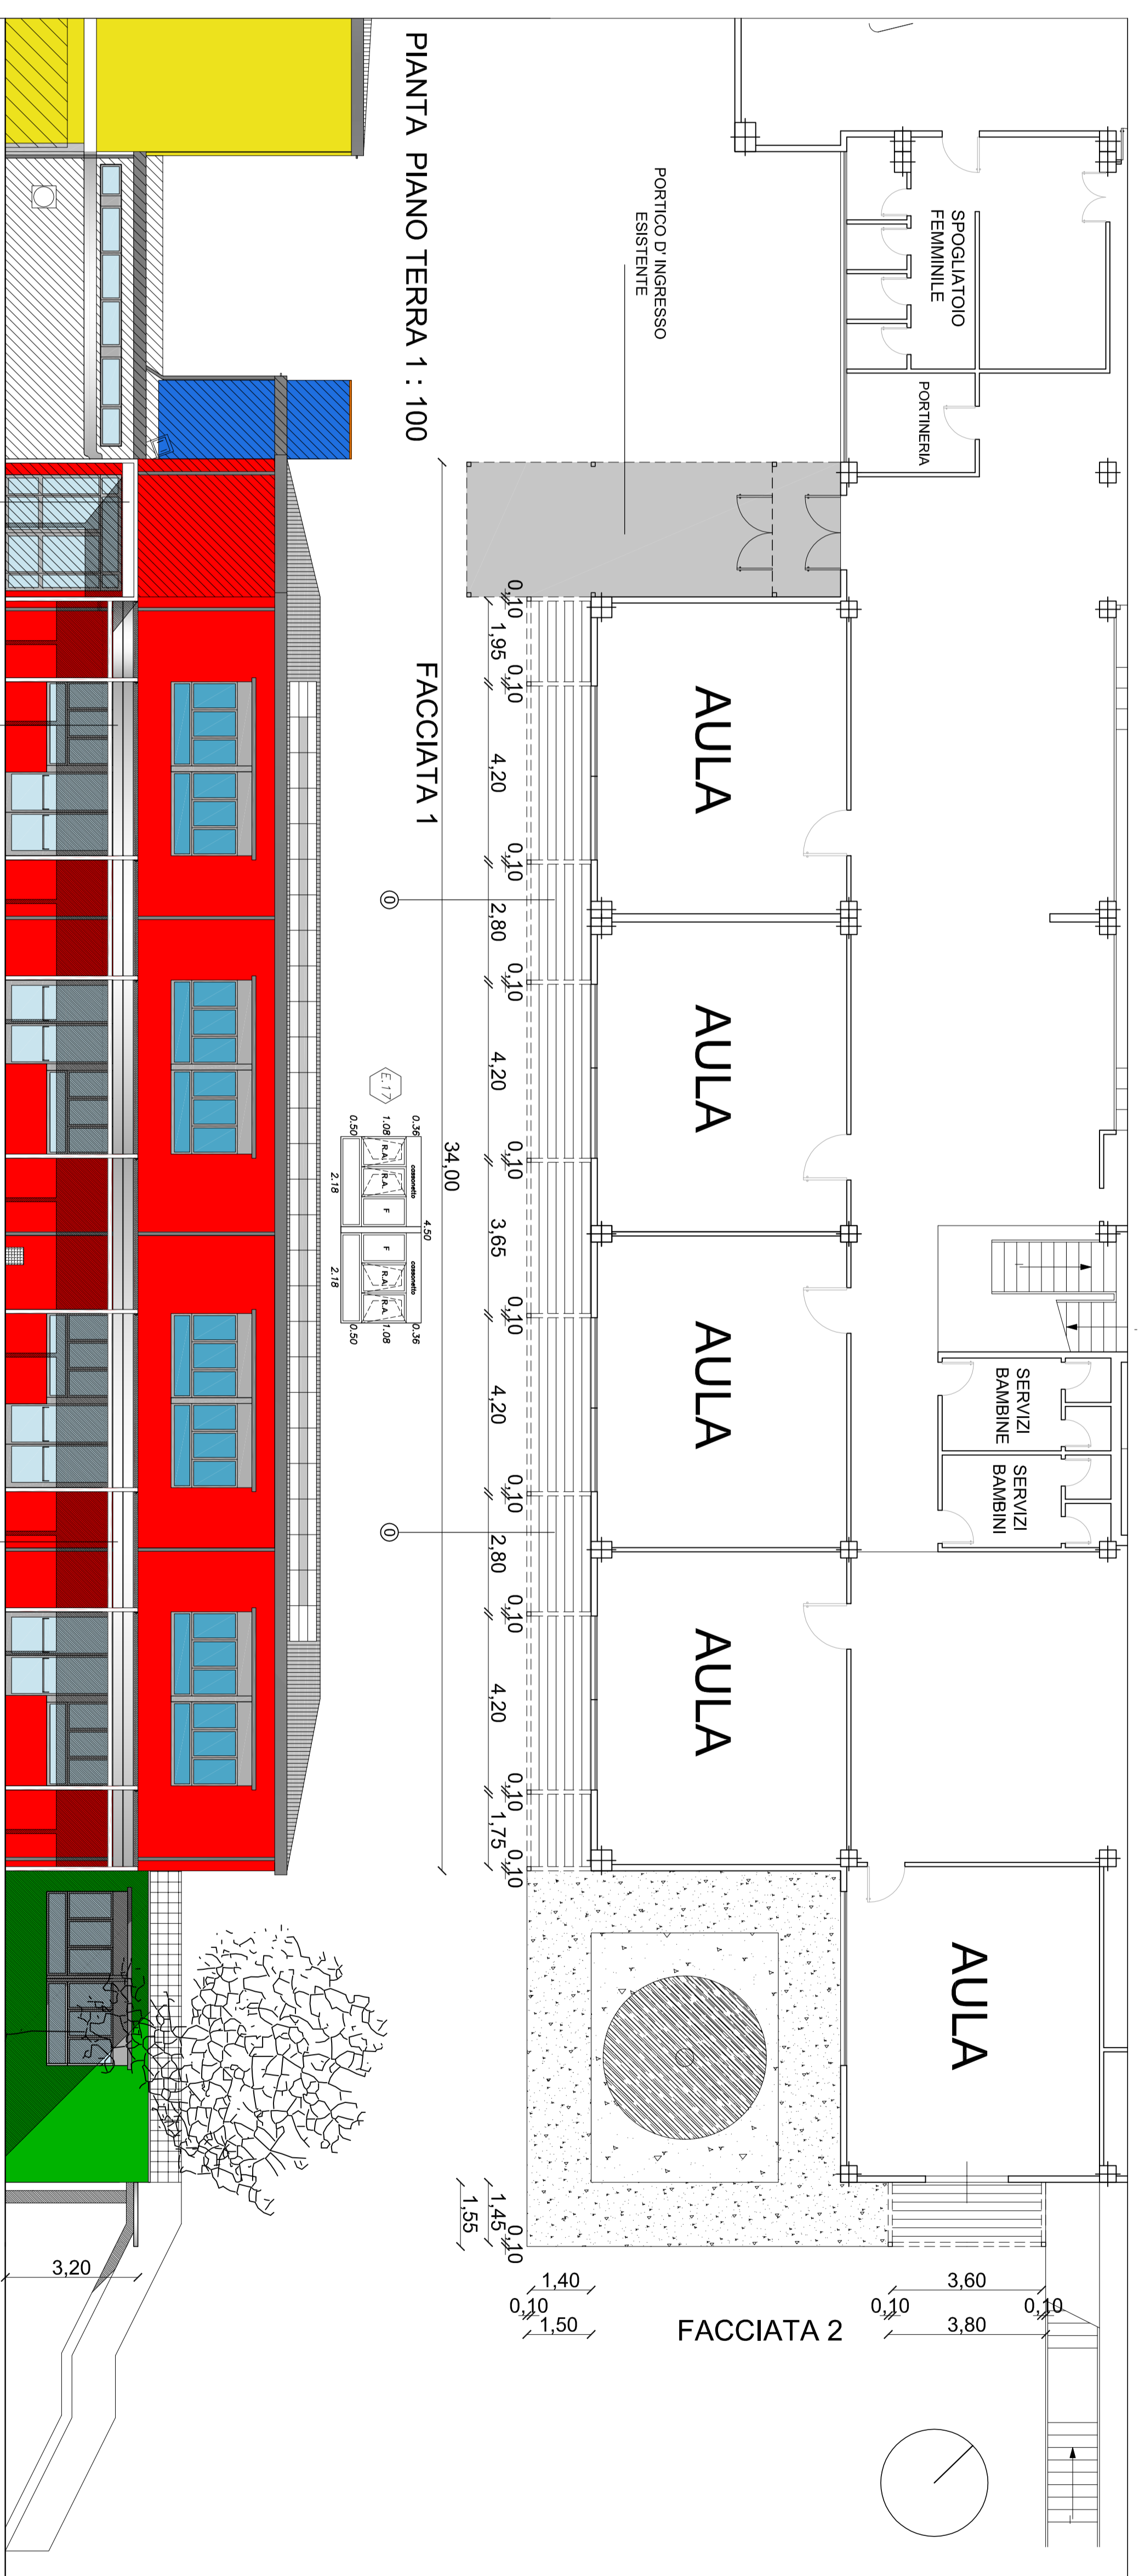 SPOGLIATOIO
FEMMINILE
PORTINERIA
PORTICO D' INGRESSO
ESISTENTE
SERVIZI
BAMBINE
SERVIZI
BAMBINI
AULA
AULA
AULA
AULA
AULA
PIANTA PIANO TERRA 1 : 100
0,10 0,10 0,10 0,10 0,10 0,10 0,10 0,10 0,10 0,10
1,95 4,20 2,80 4,20 3,65 4,20 2,80 4,20 1,75
34,00
FACCIATA 1
0
0
E.17
4.50
0.36 cassonetto cassonetto 0.36
1.08 R.A. R.A. F F R.A. R.A. 1.08
0.50 0.50
2.18 2.18
0,10
1,45
1,55
3,20
1,40
0,10
1,50
FACCIATA 2
3,60
0,10 0,10
3,80